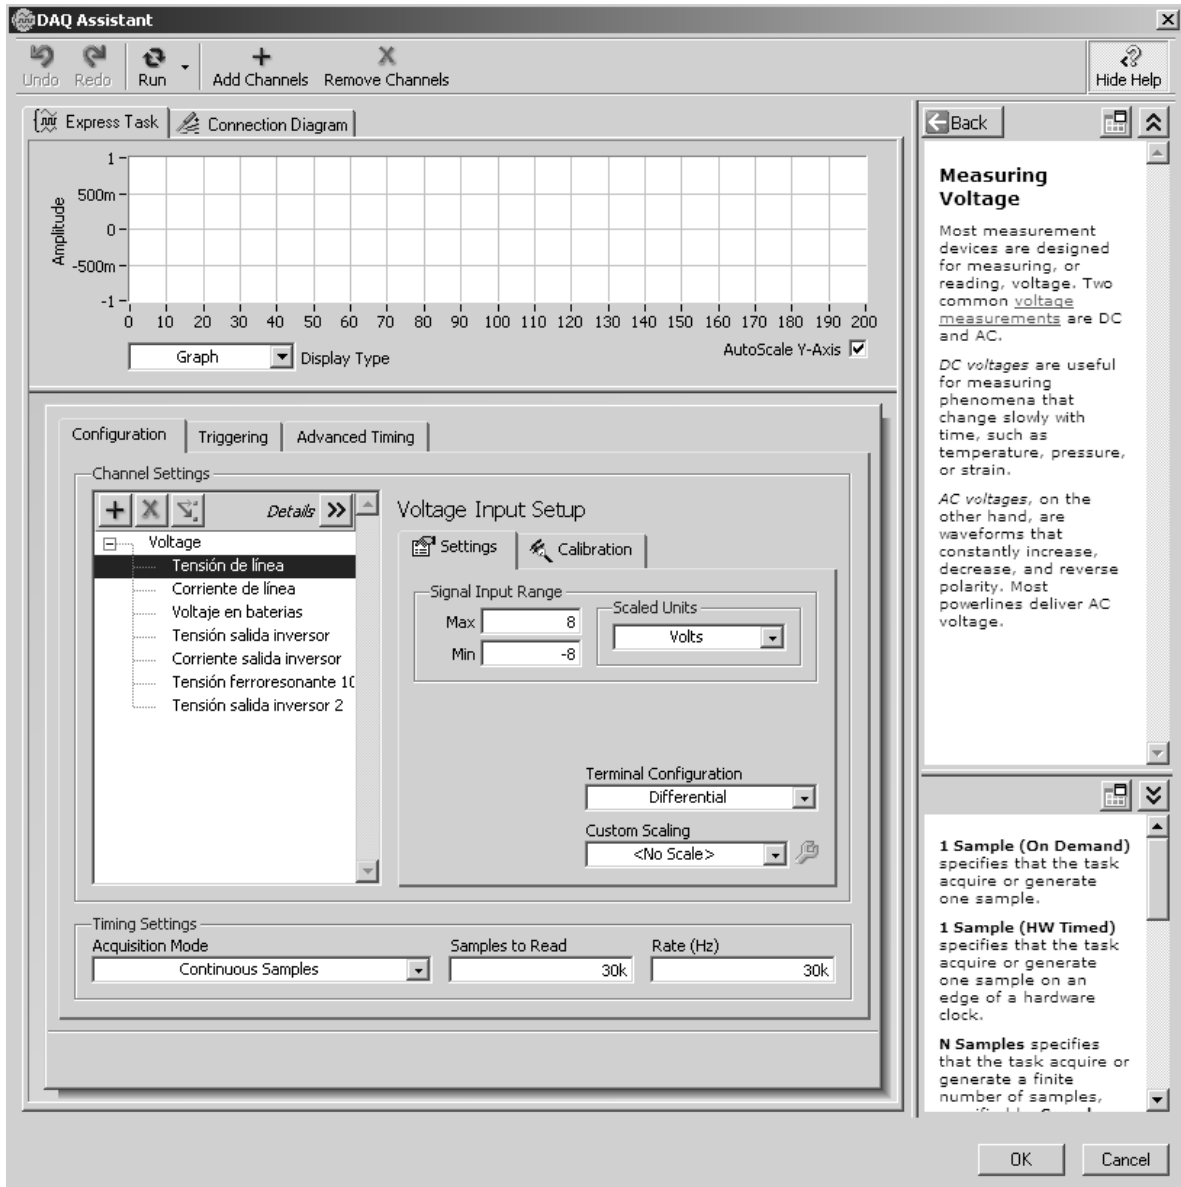 DAQ Assistant
Undo Redo Run Add Channels Remove Channels Hide Help
Express Task Connection Diagram
Amplitude
1
500m
0
-500m
-1
0 10 20 30 40 50 60 70 80 90 100 110 120 130 140 150 160 170 180 190 200
Graph Display Type AutoScale Y-Axis
Configuration Triggering Advanced Timing
Channel Settings
Details
Voltage
Tensión de línea
Corriente de línea
Voltaje en baterias
Tensión salida inversor
Corriente salida inversor
Tensión ferroresonante 10
Tensión salida inversor 2
Voltage Input Setup
Settings Calibration
Signal Input Range
Max 8
Min -8
Scaled Units
Volts
Terminal Configuration
Differential
Custom Scaling
<No Scale>
Timing Settings
Acquisition Mode Samples to Read Rate (Hz)
Continuous Samples 30k 30k
Back
Measuring
Voltage
Most measurement
devices are designed
for measuring, or
reading, voltage. Two
common voltage
measurements are DC
and AC.
DC voltages are useful
for measuring
phenomena that
change slowly with
time, such as
temperature, pressure,
or strain.
AC voltages, on the
other hand, are
waveforms that
constantly increase,
decrease, and reverse
polarity. Most
powerlines deliver AC
voltage.
1 Sample (On Demand)
specifies that the task
acquire or generate
one sample.
1 Sample (HW Timed)
specifies that the task
acquire or generate
one sample on an
edge of a hardware
clock.
N Samples specifies
that the task acquire or
generate a finite
number of samples,
OK Cancel